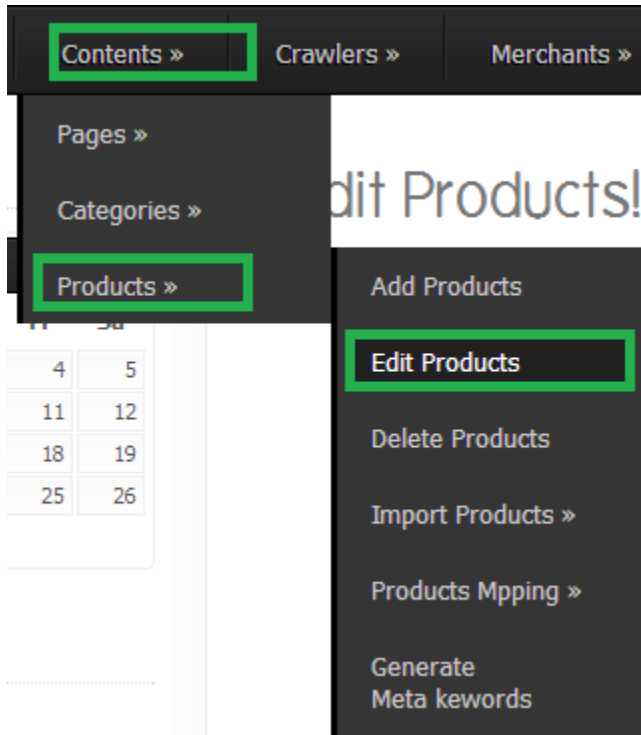 Contents » Crawlers » Merchants »
Pages »
dit Products!
Categories »
Products »
Add Products
Edit Products
4 5
11 12
Delete Products
18 19
25 26
Import Products »
Products Mpping »
Generate
Meta kewords